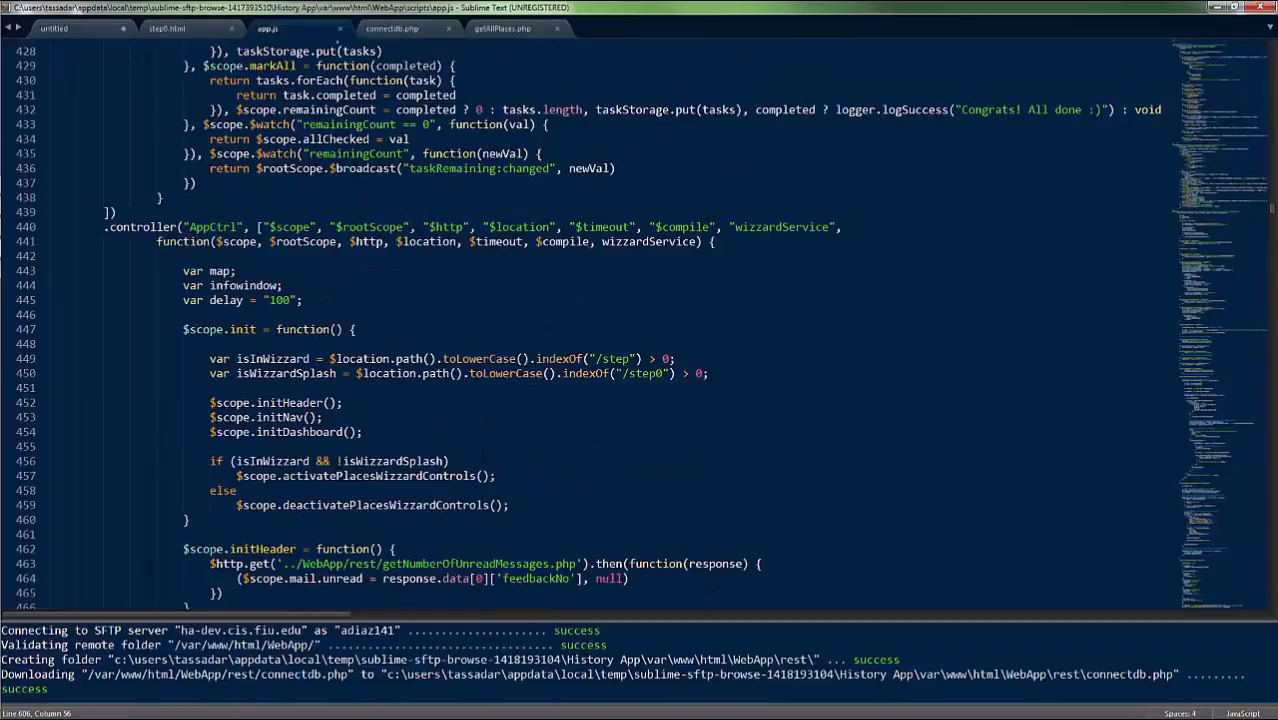 C:\users\tassadar\appdata\local\temp\sublime-sftp-browse-1417393510\History App\var\www\html\WebApp\scripts\app.js - Sublime Text (UNREGISTERED)
untitled step0.html app.js connectdb.php getAllPlaces.php
428 }), taskStorage.put(tasks)
429 }, $scope.markAll = function(completed) {
430 return tasks.forEach(function(task) {
431 return task.completed = completed
432 }), $scope.remainingCount = completed ? 0 : tasks.length, taskStorage.put(tasks), completed ? logger.logSuccess("Congrats! All done :)") : void
433 }, $scope.$watch("remainingCount == 0", function(val) {
434 return $scope.allChecked = val
435 }), $scope.$watch("remainingCount", function(
436 return $rootScope.$broadcast("taskRemaining:changed", newVal)
437 })
438 }
439 ])
440 .controller("AppCtrl", ["$scope", "$rootScope", "$http", "$location", "$timeout", "$compile", "wizzardService",
441 function($scope, $rootScope, $http, $location, $timeout, $compile, wizzardService) {
442
443 var map;
444 var infowindow;
445 var delay = "100";
446
447 $scope.init = function() {
448
449 var isInWizzard = $location.path().toLowerCase().indexOf("/step") > 0;
450 var isWizzardSplash = $location.path().toLowerCase().indexOf("/step0") > 0;
451
452 $scope.initHeader();
453 $scope.initNav();
454 $scope.initDashboard();
455
456 if (isInWizzard isWizzardSplash)
457 $scope.activatePlacesWizzardControls();
458 else
459 $scope.deactivatePlacesWizzardControls();
460 }
461
462 $scope.initHeader = function() {
463 $http.get('../WebApp/rest/getNumberOfUnreadMessages.php').then(function(response) {
464 ($scope.mailUnread = response.data[0]['feedbackNo'], null)
465 })
466
Connecting to SFTP server "ha-dev.cis.fiu.edu" as "adiaz141" .................... success
Validating remote folder "/var/www/html/WebApp/" ................................ success
Creating folder "c:\users\tassadar\appdata\local\temp\sublime-sftp-browse-1418193104\History App\var\www\html\WebApp\rest\" ... success
Downloading "/var/www/html/WebApp/rest/connectdb.php" to "c:\users\tassadar\appdata\local\temp\sublime-sftp-browse-1418193104\History App\var\www\html\WebApp\rest\connectdb.php" .........
success
Line 606, Column 56 Spaces: 4 JavaScript